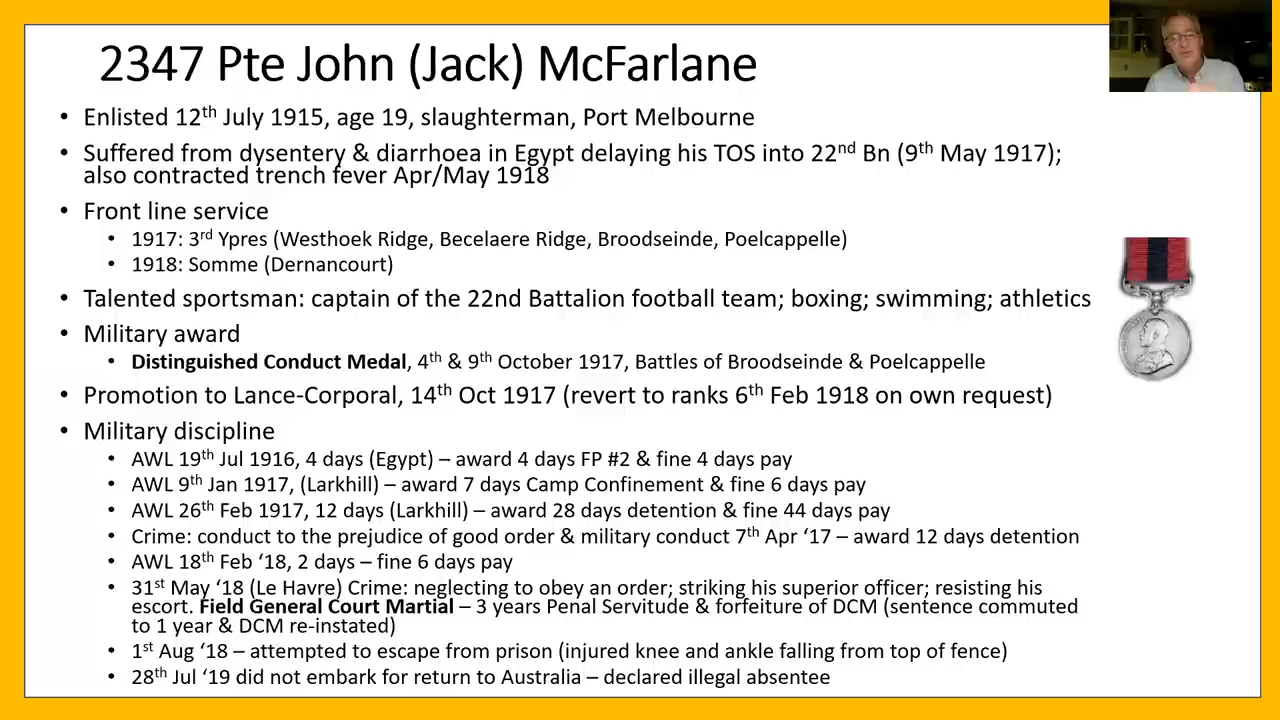 2347 Pte John (Jack) McFarlane
• Enlisted 12th July 1915, age 19, slaughterman, Port Melbourne
• Suffered from dysentery & diarrhoea in Egypt delaying his TOS into 22nd Bn (9th May 1917);
also contracted trench fever Apr/May 1918
• Front line service
• 1917: 3rd Ypres (Westhoek Ridge, Becelaere Ridge, Broodseinde, Poelcappelle)
• 1918: Somme (Dernancourt)
• Talented sportsman: captain of the 22nd Battalion football team; boxing; swimming; athletics
• Military award
• Distinguished Conduct Medal, 4th & 9th October 1917, Battles of Broodseinde & Poelcappelle
• Promotion to Lance-Corporal, 14th Oct 1917 (revert to ranks 6th Feb 1918 on own request)
• Military discipline
• AWL 19th Jul 1916, 4 days (Egypt) – award 4 days FP #2 & fine 4 days pay
• AWL 9th Jan 1917, (Larkhill) – award 7 days Camp Confinement & fine 6 days pay
• AWL 26th Feb 1917, 12 days (Larkhill) – award 28 days detention & fine 44 days pay
• Crime: conduct to the prejudice of good order & military conduct 7th Apr ‘17 – award 12 days detention
• AWL 18th Feb ‘18, 2 days – fine 6 days pay
• 31st May ‘18 (Le Havre) Crime: neglecting to obey an order; striking his superior officer; resisting his
escort. Field General Court Martial – 3 years Penal Servitude & forfeiture of DCM (sentence commuted
to 1 year & DCM re-instated)
• 1st Aug ‘18 – attempted to escape from prison (injured knee and ankle falling from top of fence)
• 28th Jul ‘19 did not embark for return to Australia – declared illegal absentee